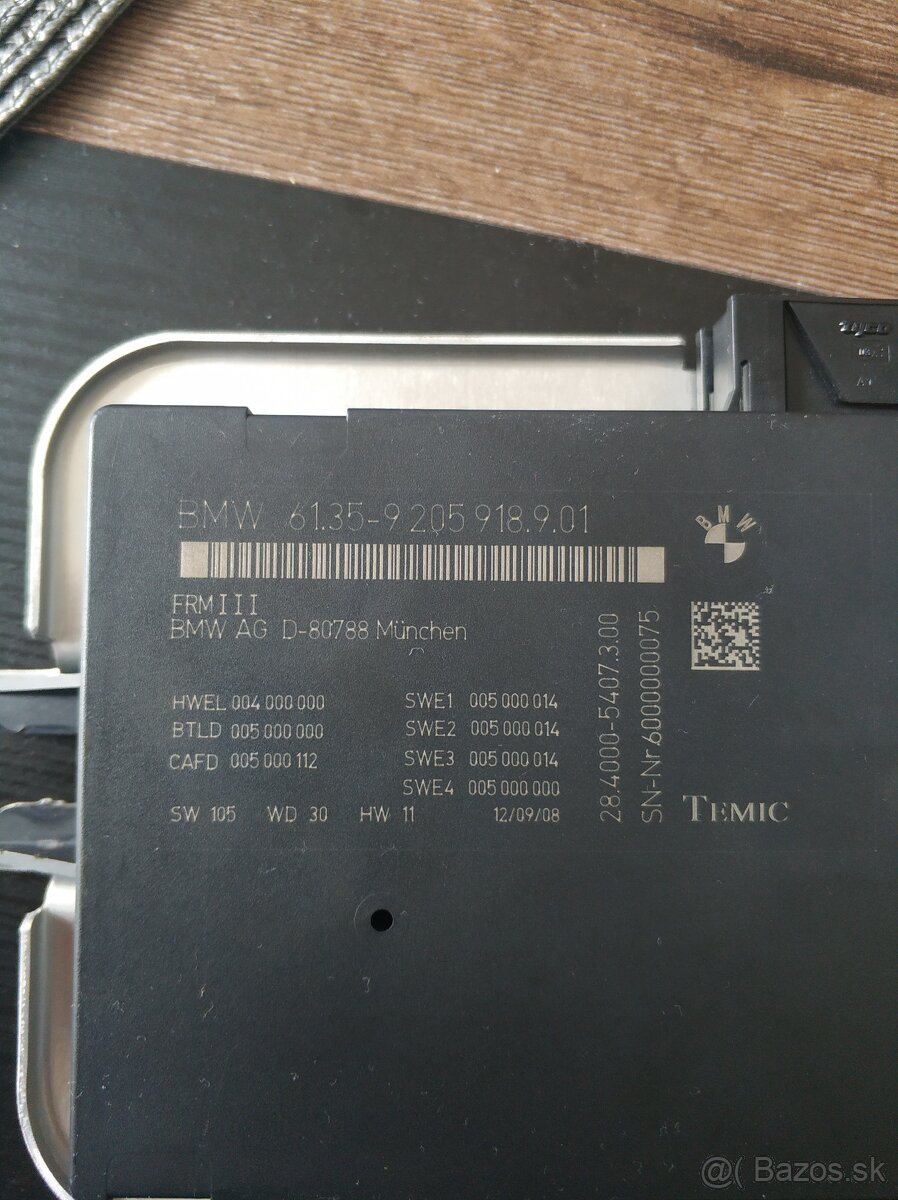 BMW 61.35-9 205 918.9.01
BMW
FRMIII
BMW AG D-80788 München
HWEL 004 000 000
BTLD 005 000 000
CAFD 005 000 112
SW 105 WD 30 HW 11
SWE1 005 000 014
SWE2 005 000 014
SWE3 005 000 014
SWE4 005 000 000
12/09/08
28.4000-5407.3.00
SN-Nr 6000000075
TEMIC
@( Bazos.sk